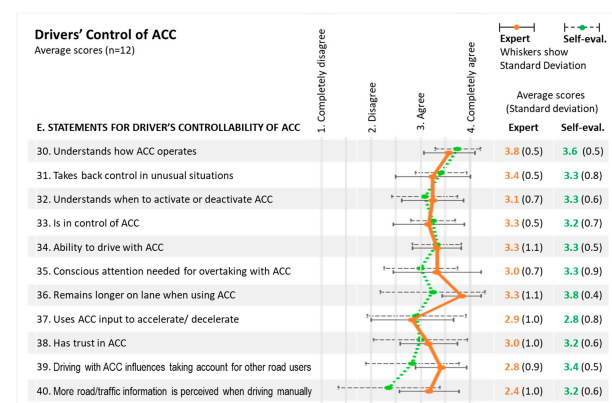 Drivers' Control of ACC
Average scores (n=12)
1. Completely disagree
2. Disagree
3. Agree
4. Completely agree
Expert Self-eval.
Whiskers show
Standard Deviation
Average scores
(Standard deviation)
E. STATEMENTS FOR DRIVER'S CONTROLLABILITY OF ACC Expert Self-eval.
30. Understands how ACC operates 3.8 (0.5) 3.6 (0.5)
31. Takes back control in unusual situations 3.4 (0.5) 3.3 (0.8)
32. Understands when to activate or deactivate ACC 3.1 (0.7) 3.3 (0.6)
33. Is in control of ACC 3.3 (0.5) 3.2 (0.7)
34. Ability to drive with ACC 3.3 (1.1) 3.3 (0.5)
35. Conscious attention needed for overtaking with ACC 3.0 (0.7) 3.3 (0.9)
36. Remains longer on lane when using ACC 3.3 (1.1) 3.8 (0.4)
37. Uses ACC input to accelerate/ decelerate 2.9 (1.0) 2.8 (0.8)
38. Has trust in ACC 3.0 (1.0) 3.2 (0.6)
39. Driving with ACC influences taking account for other road users 2.8 (0.9) 3.4 (0.5)
40. More road/traffic information is perceived when driving manually 2.4 (1.0) 3.2 (0.6)